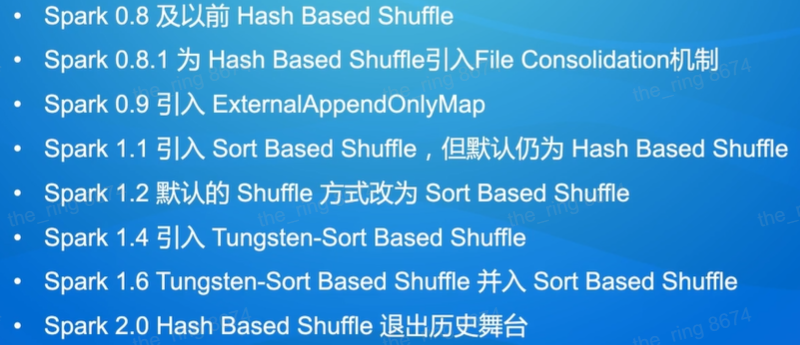 • Spark 0.8 及以前 Hash Based Shuffle
• Spark 0.8.1 为 Hash Based Shuffle引入File Consolidation机制
• Spark 0.9 引入 ExternalAppendOnlyMap
• Spark 1.1 引入 Sort Based Shuffle，但默认仍为 Hash Based Shuffle
• Spark 1.2 默认的 Shuffle 方式改为 Sort Based Shuffle
• Spark 1.4 引入 Tungsten-Sort Based Shuffle
• Spark 1.6 Tungsten-Sort Based Shuffle 并入 Sort Based Shuffle
• Spark 2.0 Hash Based Shuffle 退出历史舞台
the_ring 8674